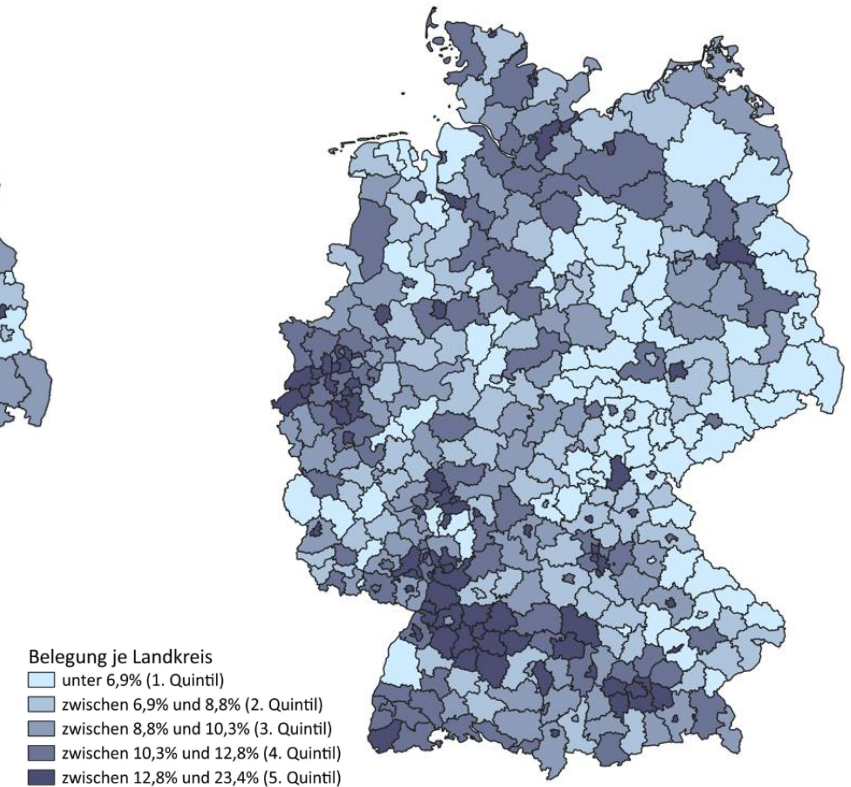 Belegung je Landkreis
unter 6,9% (1. Quintil)
zwischen 6,9% und 8,8% (2. Quintil)
zwischen 8,8% und 10,3% (3. Quintil)
zwischen 10,3% und 12,8% (4. Quintil)
zwischen 12,8% und 23,4% (5. Quintil)